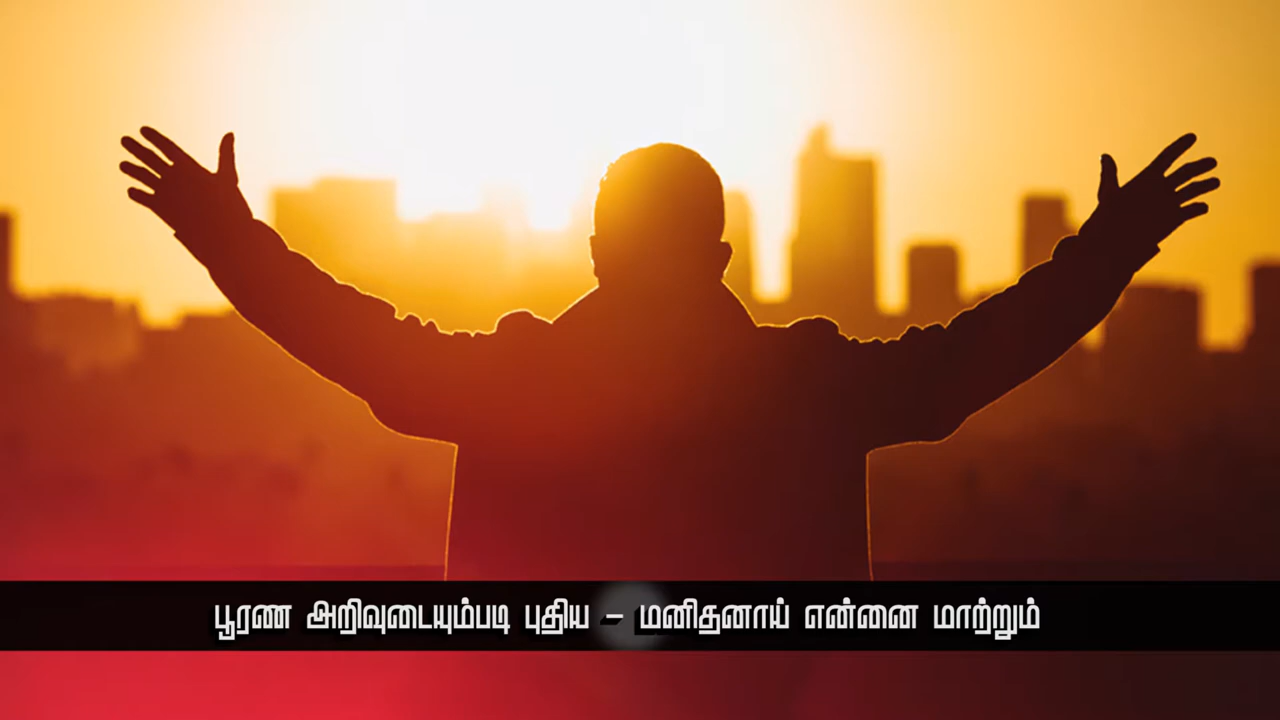 பூரண அறிவுடையும்படி புதிய – மனிதனாய் என்னை மாற்றும்